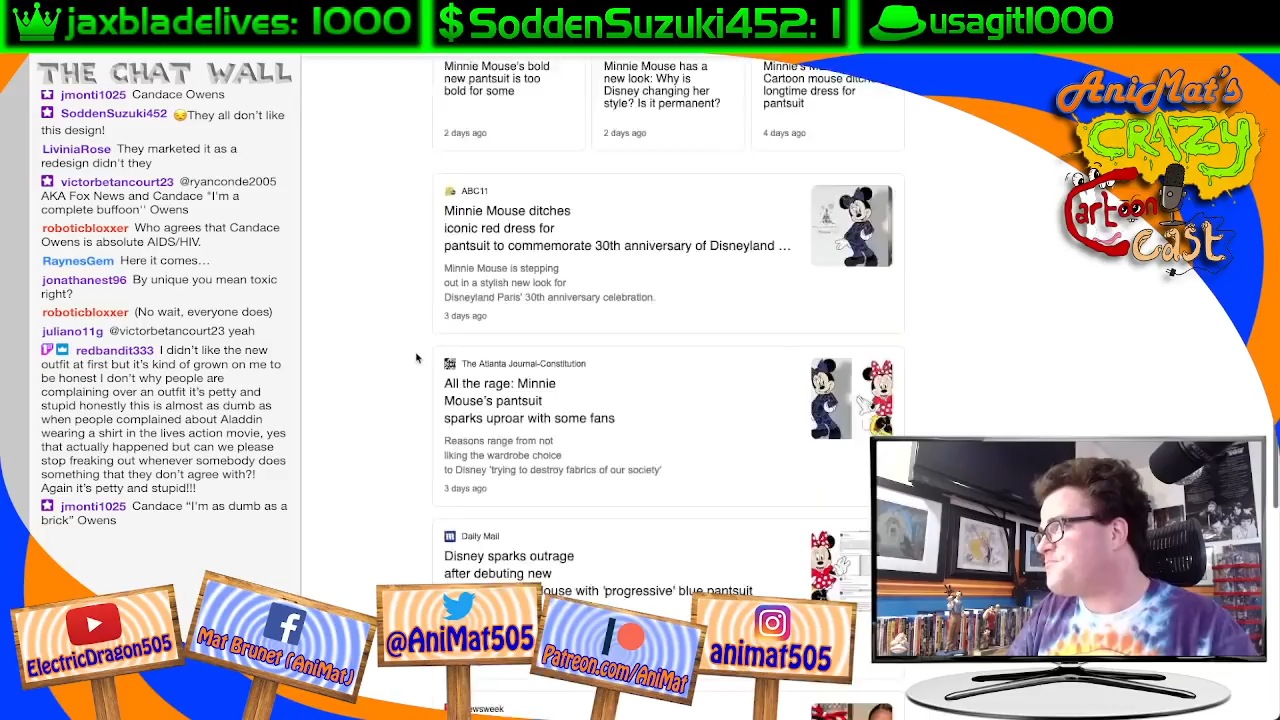 jaxbladelives: 1000
$SoddenSuzuki452: 1
usagit1000
THE CHAT WALL
jmonti1025 Candace Owens
SoddenSuzuki452 😏They all don't like
this design!
LiviniaRose They marketed it as a
redesign didn't they
victorbetancourt23 @ryanconde2005
AKA Fox News and Candace "I'm a
complete buffoon'' Owens
roboticbloxxer Who agrees that Candace
Owens is absolute AIDS/HIV.
RaynesGem Here it comes…
jonathanest96 By unique you mean toxic
right?
roboticbloxxer (No wait, everyone does)
juliano11g @victorbetancourt23 yeah
redbandit333 I didn't like the new
outfit at first but it's kind of grown on me to
be honest I don't why people are
complaining over an outfit it's petty and
stupid honestly this is almost as dumb as
when people complained about Aladdin
wearing a shirt in the lives action movie, yes
that actually happened but can we please
stop freaking out whenever somebody does
something that they don't agree with?!
Again it's petty and stupid!!!
jmonti1025 Candace "I'm as dumb as a
brick" Owens
Minnie Mouse's bold
new pantsuit is too
bold for some
2 days ago
Minnie Mouse has a
new look: Why is
Disney changing her
style? Is it permanent?
2 days ago
Cartoon mouse
longtime dress for
pantsuit
4 days ago
ABC11
Minnie Mouse ditches
iconic red dress for
pantsuit to commemorate 30th anniversary of Disneyland ...
Minnie Mouse is stepping
out in a stylish new look for
Disneyland Paris' 30th anniversary celebration.
3 days ago
The Atlanta Journal-Constitution
All the rage: Minnie
Mouse's pantsuit
sparks uproar with some fans
Reasons range from not
liking the wardrobe choice
to Disney 'trying to destroy fabrics of our society'
3 days ago
Daily Mail
Disney sparks outrage
after debuting new
ouse with 'progressive' blue pantsuit
ewsweek
AniMat's
CRAZY
Cartoon
Cast
ElectricDragon505
Mat Brunet (AniMat)
@AniMat505
Patreon.com/AniMat
animat505